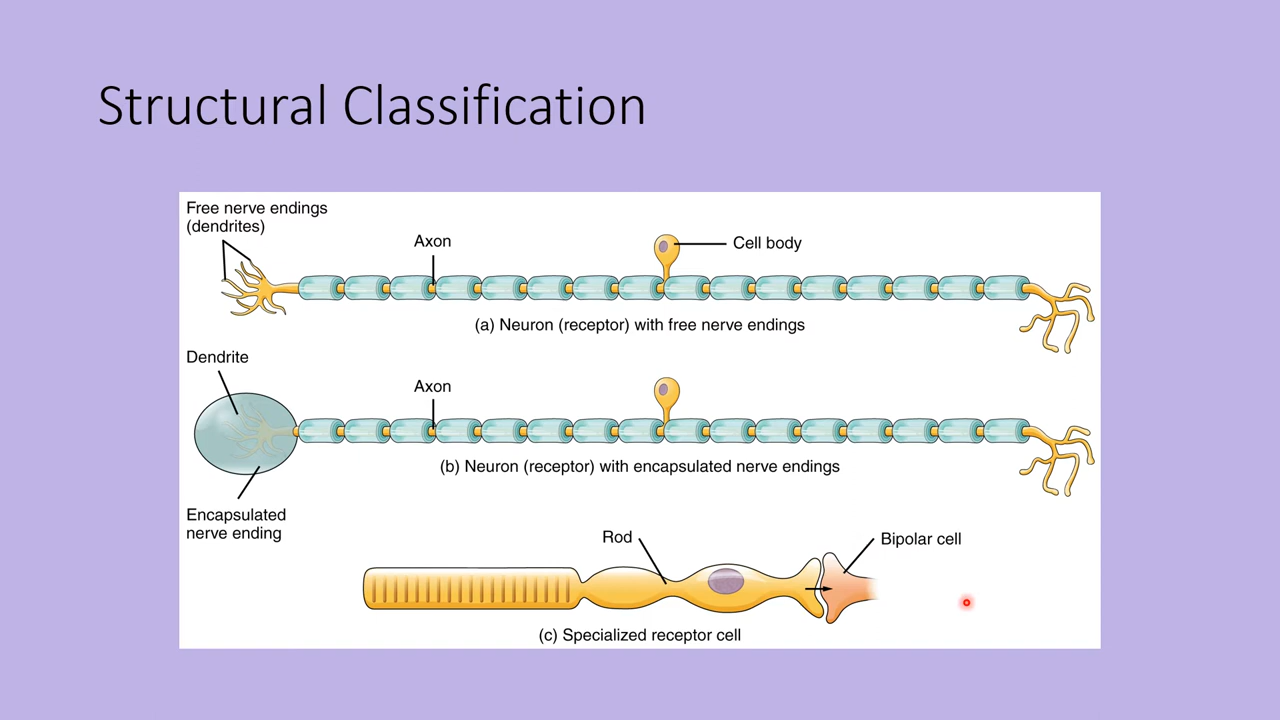 Structural Classification
Free nerve endings
(dendrites)
Axon
Cell body
(a) Neuron (receptor) with free nerve endings
Dendrite
Axon
(b) Neuron (receptor) with encapsulated nerve endings
Encapsulated
nerve ending
Rod
Bipolar cell
(c) Specialized receptor cell